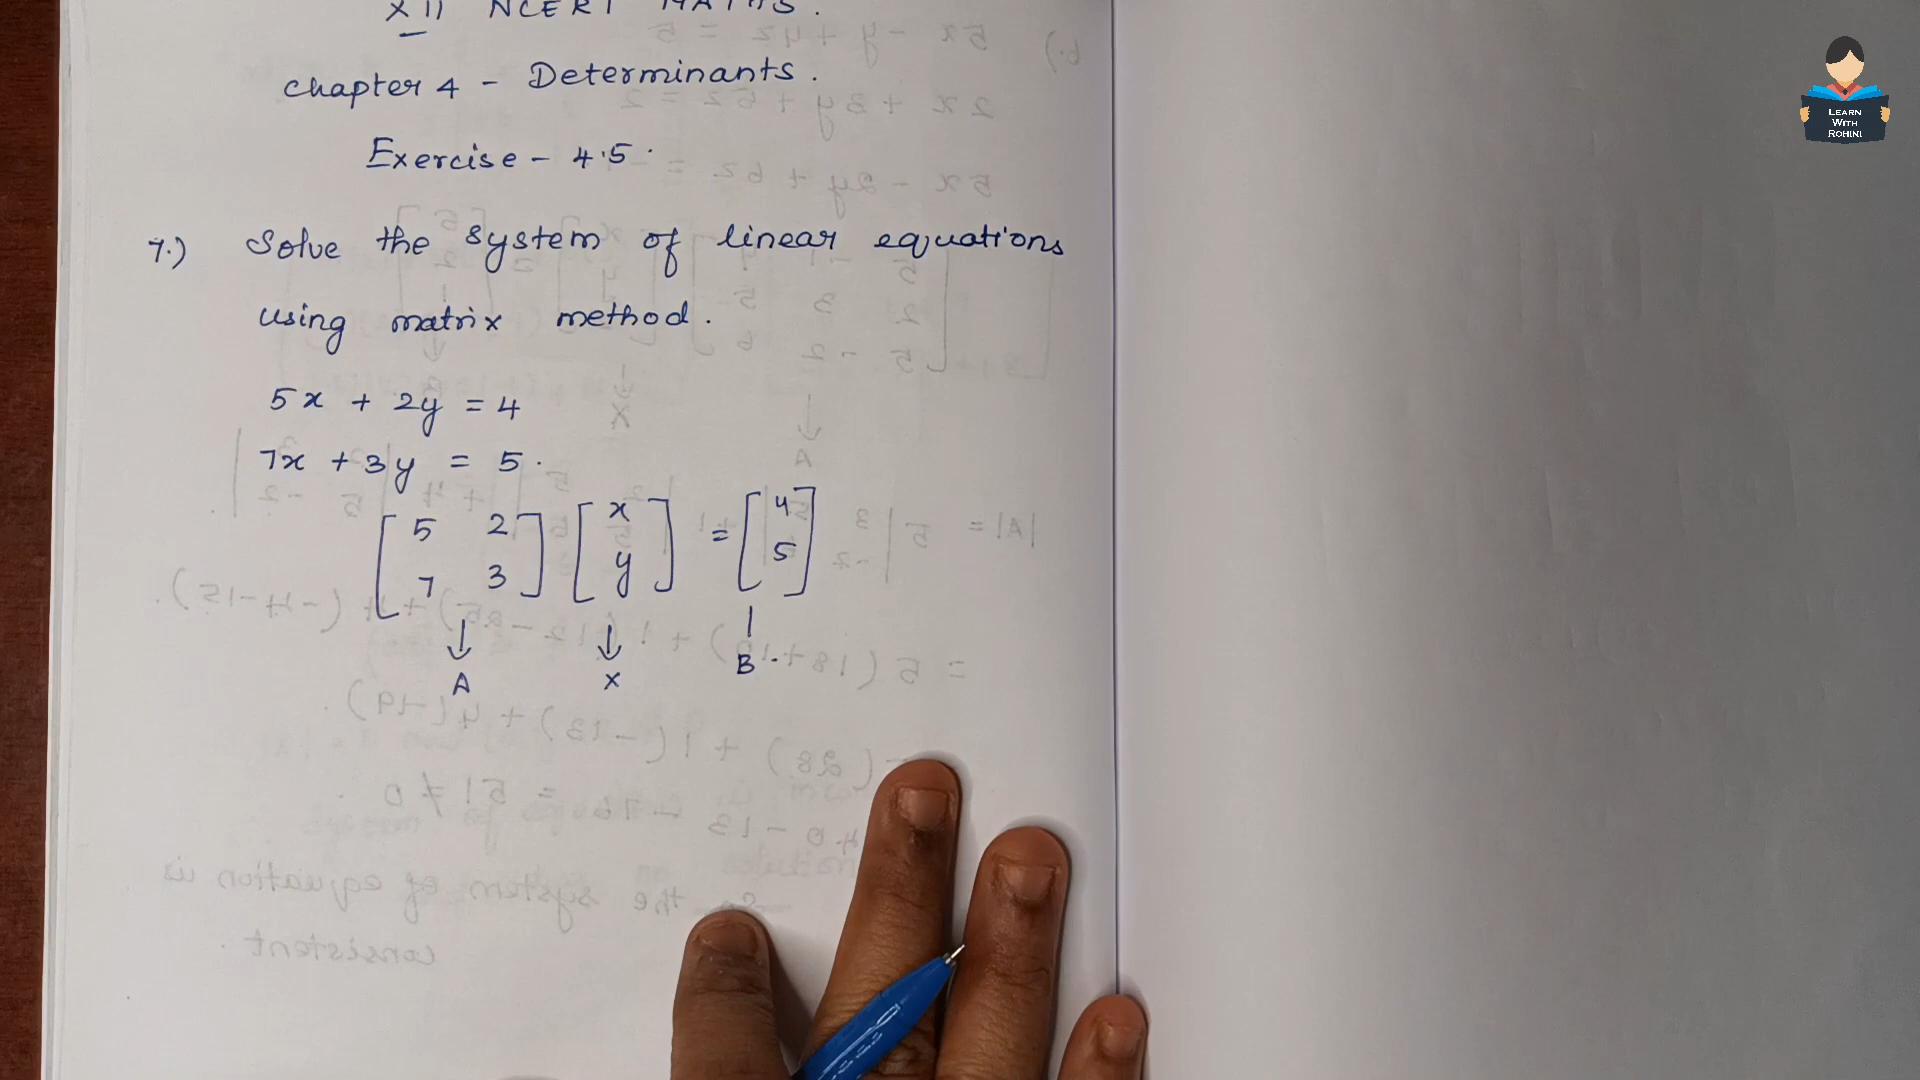 XII NCERT MATHS.
Chapter 4 - Determinants.
Exercise - 4.5.
7.) Solve the system of linear equations
using matrix method.
5x + 2y = 4
7x + 3y = 5.
[5 2] [x] = [4]
[7 3] [y] [5]
A X B.
LEARN
WITH
ROHINI